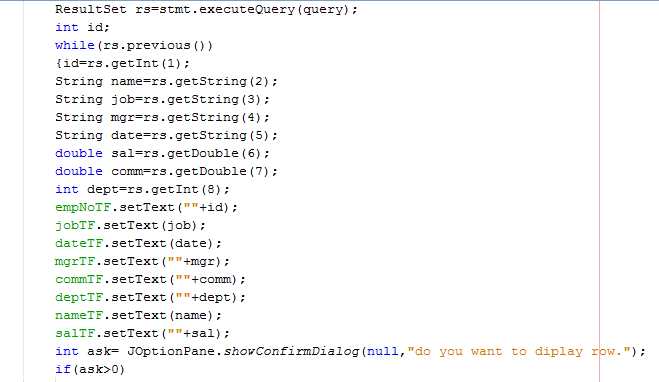 ResultSet rs=stmt.executeQuery(query);
int id;
while(rs.previous())
{id=rs.getInt(1);
String name=rs.getString(2);
String job=rs.getString(3);
String mgr=rs.getString(4);
String date=rs.getString(5);
double sal=rs.getDouble(6);
double comm=rs.getDouble(7);
int dept=rs.getInt(8);
empNoTF.setText(""+id);
jobTF.setText(job);
dateTF.setText(date);
mgrTF.setText(""+mgr);
commTF.setText(""+comm);
deptTF.setText(""+dept);
nameTF.setText(name);
salTF.setText(""+sal);
int ask= JOptionPane.showConfirmDialog(null,"do you want to diplay row.");
if(ask>0)